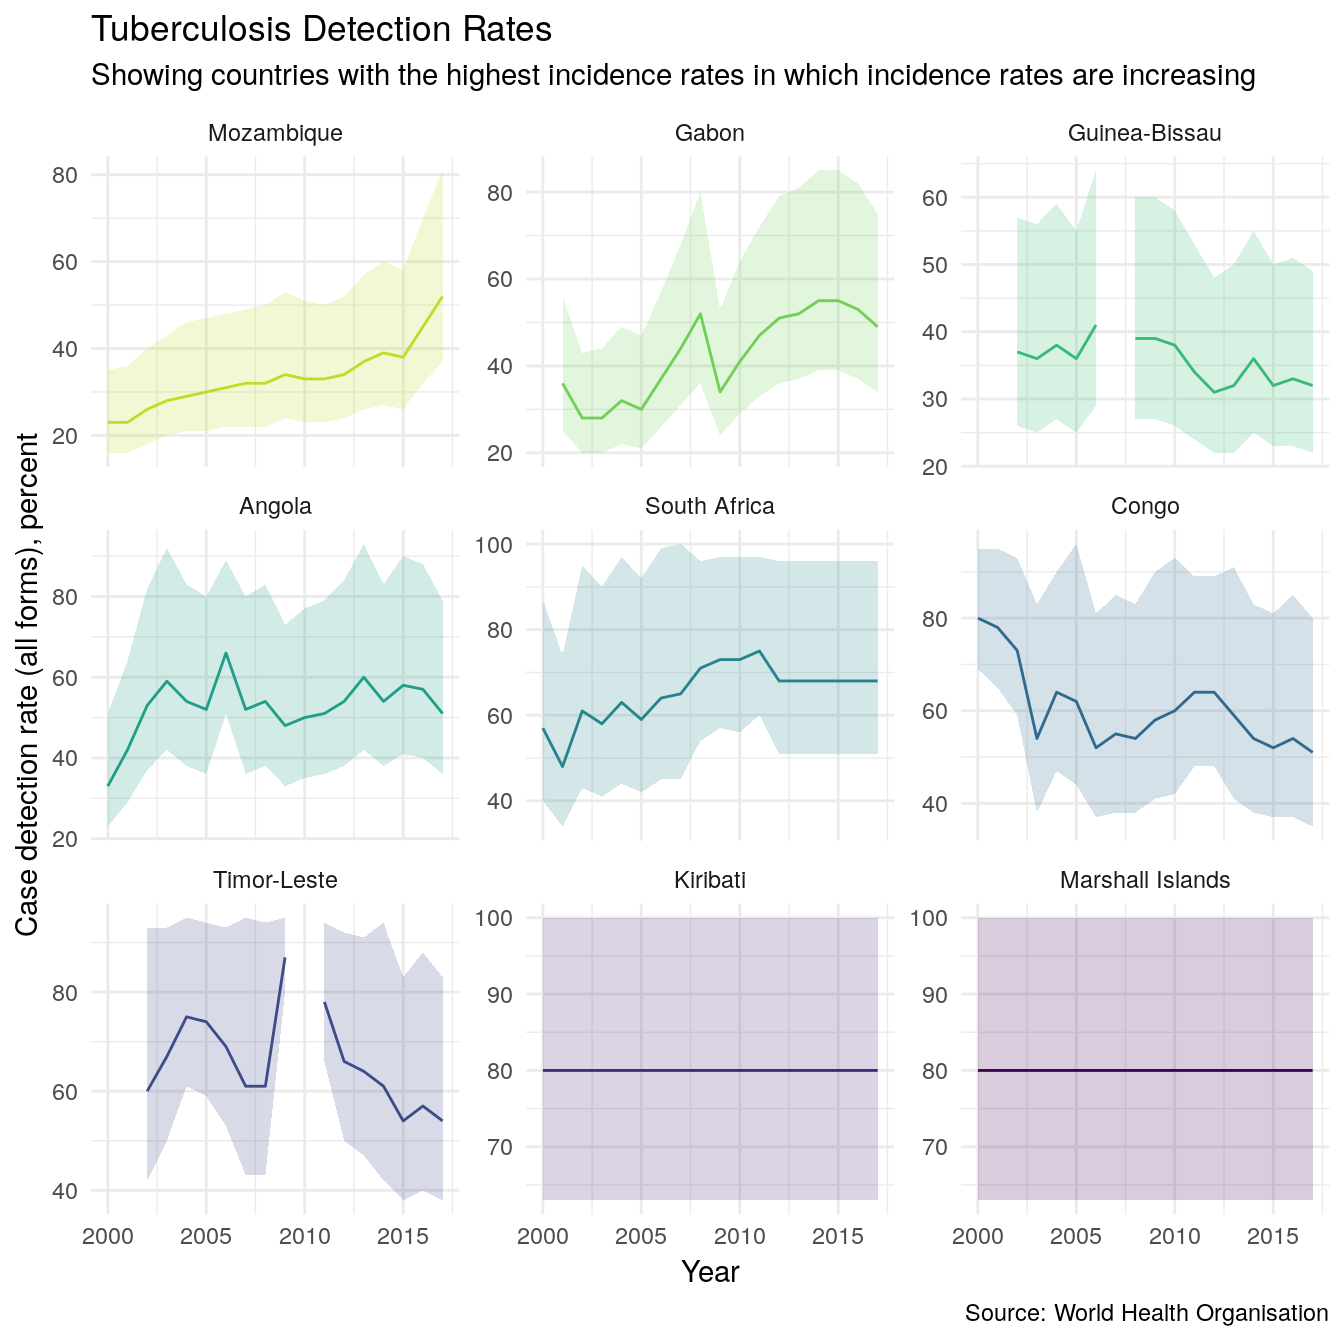 Tuberculosis Detection Rates
Showing countries with the highest incidence rates in which incidence rates are increasing
Case detection rate (all forms), percent
Mozambique
80
60
40
20
Gabon
80
60
40
20
Guinea-Bissau
60
50
40
30
20
Angola
80
60
40
20
South Africa
100
80
60
40
Congo
80
60
40
Timor-Leste
80
60
40
2000 2005 2010 2015
Kiribati
100
90
80
70
2000 2005 2010 2015
Marshall Islands
100
90
80
70
2000 2005 2010 2015
Year
Source: World Health Organisation